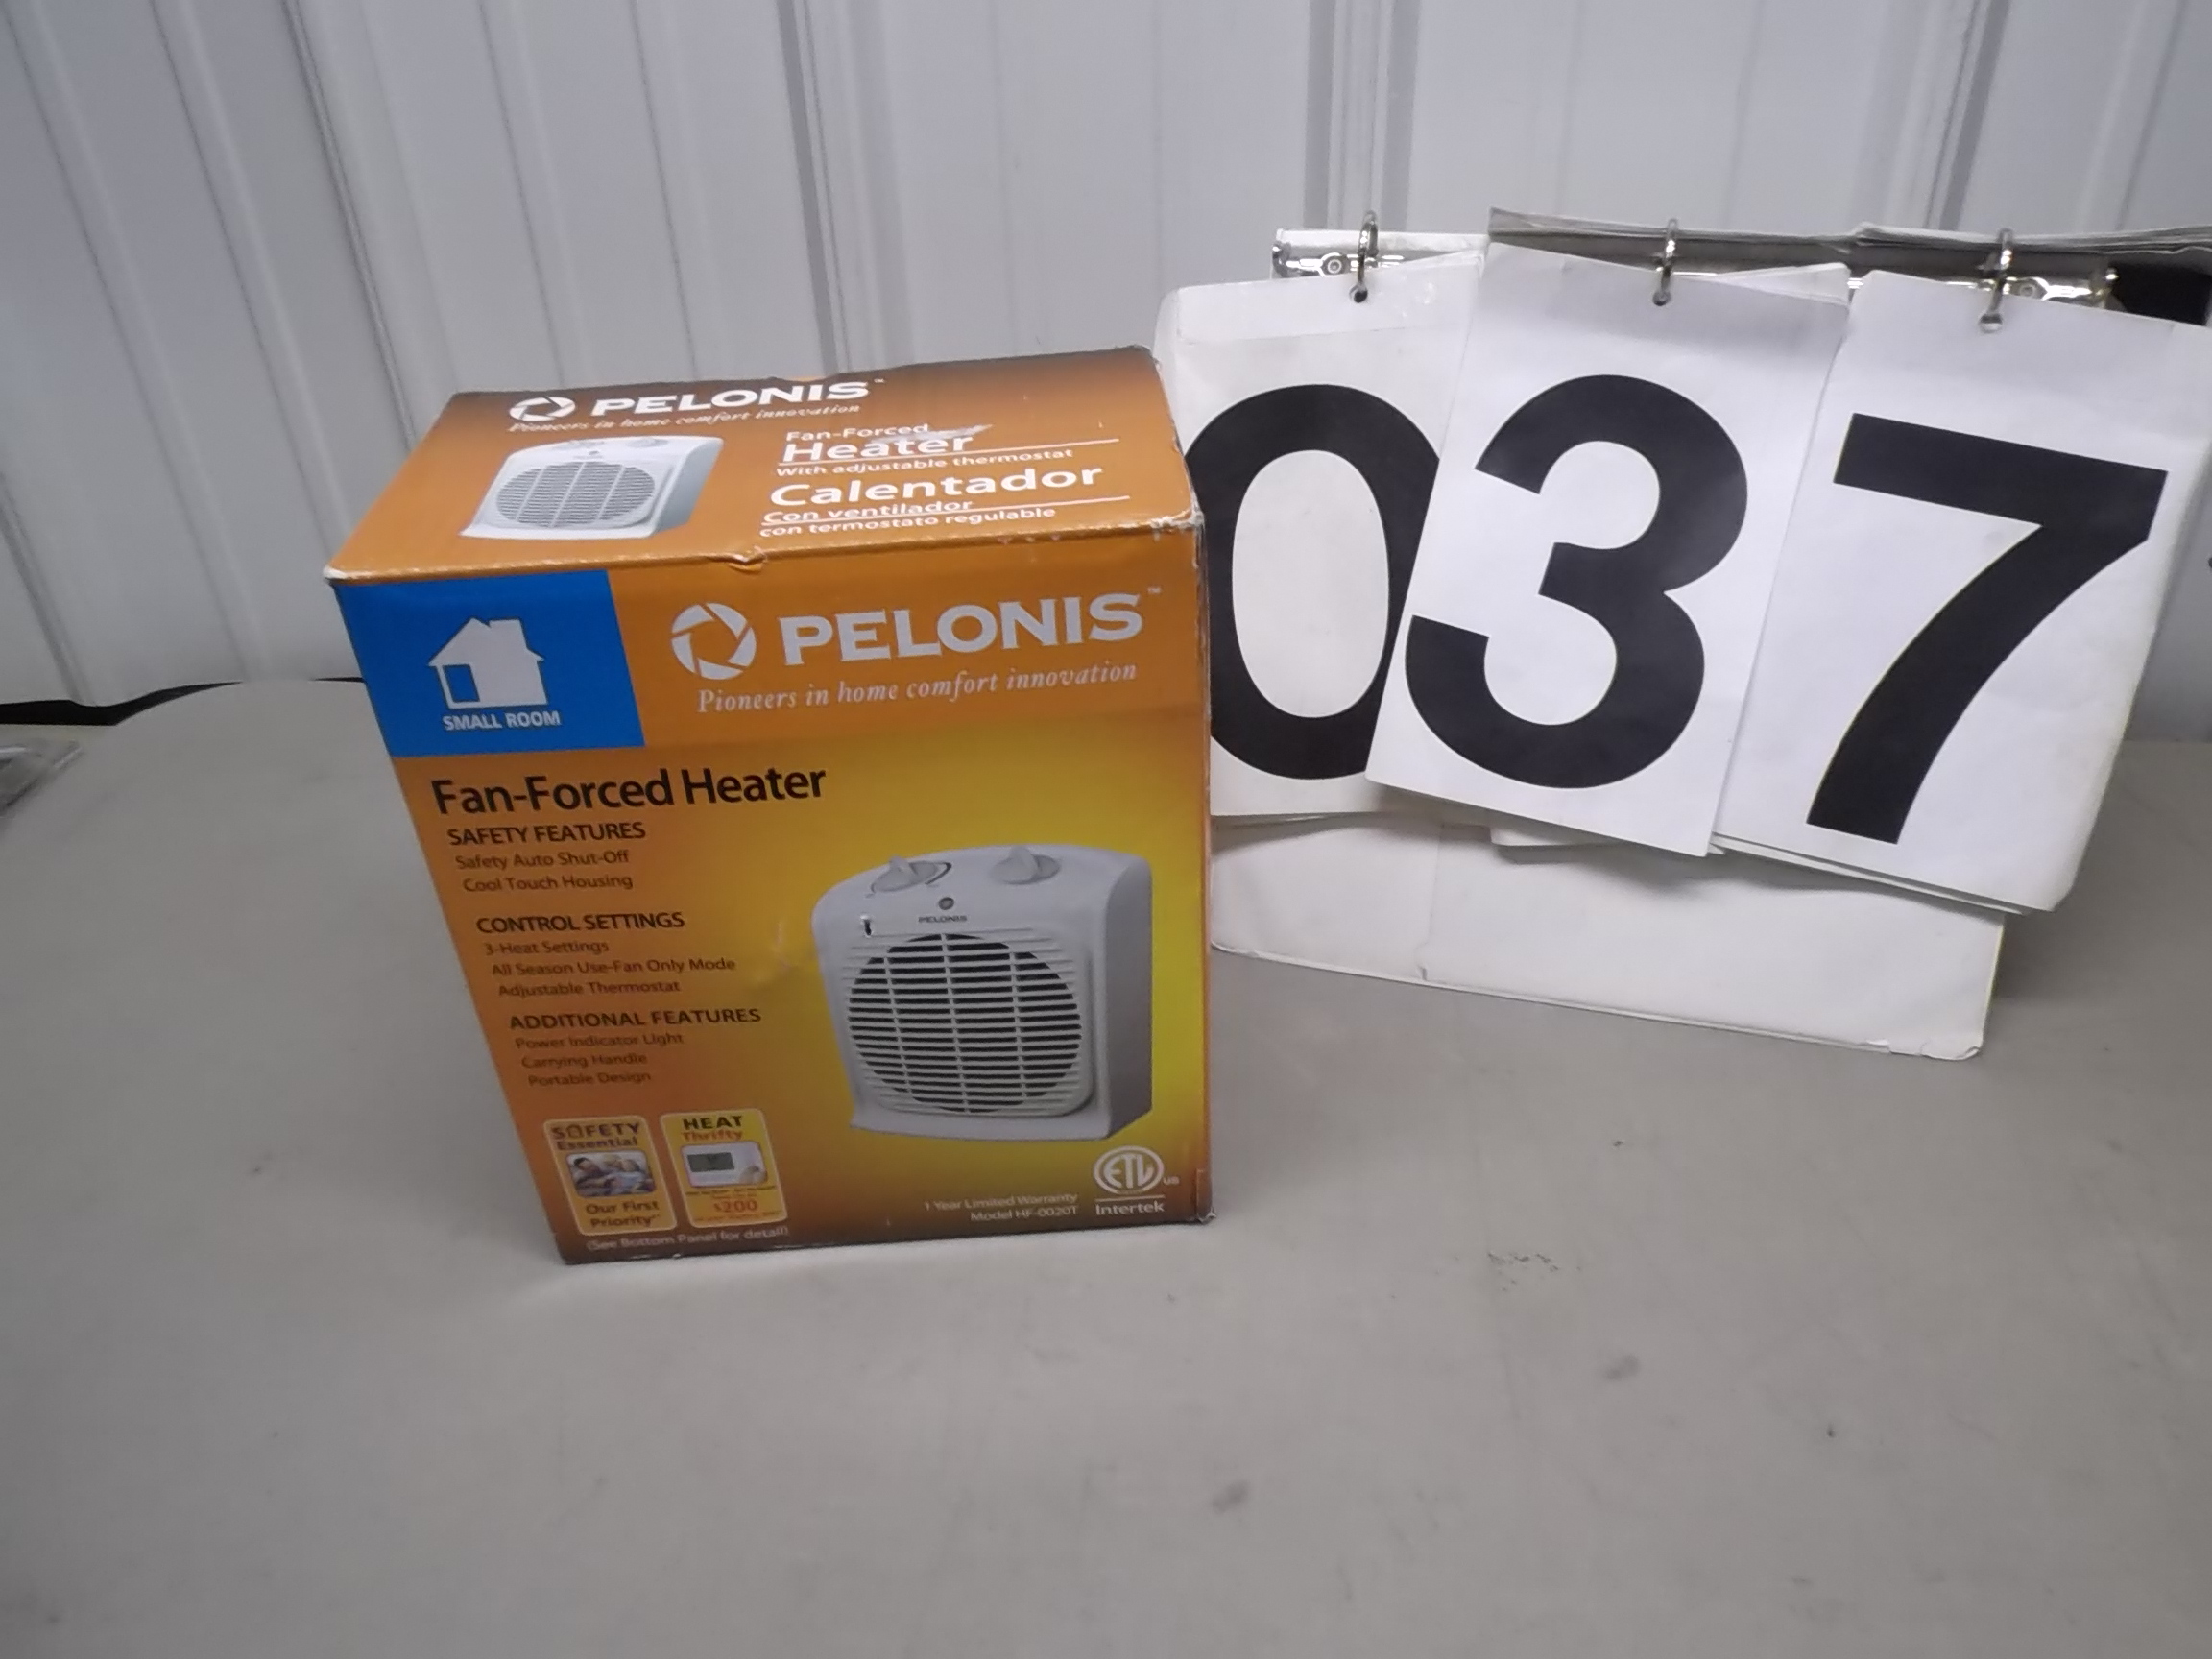 PELONIS™
Pioneers in home comfort innovation
Fan-Forced
Heater
With adjustable thermostat
Calentador
Con ventilador
con termostato regulable
SMALL ROOM
PELONIS™
Pioneers in home comfort innovation
Fan-Forced Heater
SAFETY FEATURES
Safety Auto Shut-Off
Cool Touch Housing
CONTROL SETTINGS
3-Heat Settings
All Season Use-Fan Only Mode
Adjustable Thermostat
ADDITIONAL FEATURES
Power Indicator Light
Carrying Handle
Portable Design
PELONIS
SAFETY
Essential
Our First
Priority
HEAT
Thrifty
$200
(See Bottom Panel for detail)
1 Year Limited Warranty
Model HF-0020T
ETL
US
Intertek
037